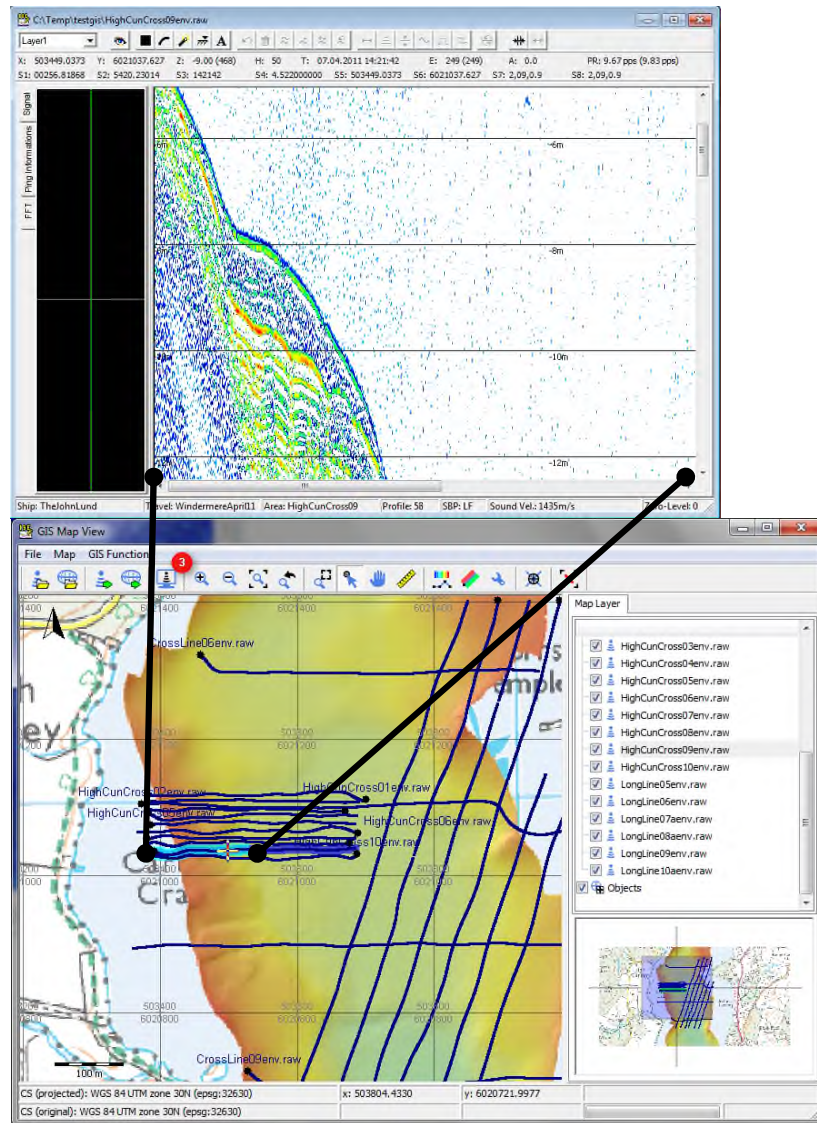 C:\Temp\testgis\HighCunCross09env.raw
Layer1
A
X: 503449.0373 Y: 6021037.627 Z: -9.00 (468) H: 50 T: 07.04.2011 14:21:42 E: 249 (249) A: 0.0 PR: 9.67 pps (9.83 pps)
S1: 00256.81868 S2: 5420.23014 S3: 142142 S4: 4.522000000 S5: 503449.0373 S6: 6021037.627 S7: 2,09,0.9 S8: 2,09,0.9
Signal
Ping Informations
FFT
-6m -6m
-8m -8m
-10m
-12m
Ship: TheJohnLund Travel: WindermereApril11 Area: HighCunCross09 Profile: 58 SBP: LF Sound Vel.: 1435m/s Zero-Level: 0
GIS Map View
File Map GIS Function
3
Map Layer
CrossLine06env.raw
HighCunCross03env.raw
HighCunCross04env.raw
HighCunCross05env.raw
HighCunCross06env.raw
HighCunCross07env.raw
HighCunCross08env.raw
HighCunCross09env.raw
HighCunCross10env.raw
LongLine05env.raw
LongLine06env.raw
LongLine07aenv.raw
LongLine08aenv.raw
LongLine09env.raw
LongLine10aenv.raw
Objects
6021400
6021400
HighCunCross01env.raw
HighCunCross06env.raw
6021000
503400
6020800
CrossLine09env.raw
100 m
CS (projected): WGS 84 UTM zone 30N (epsg:32630) x: 503804.4330 y: 6020721.9977
CS (original): WGS 84 UTM zone 30N (epsg:32630)